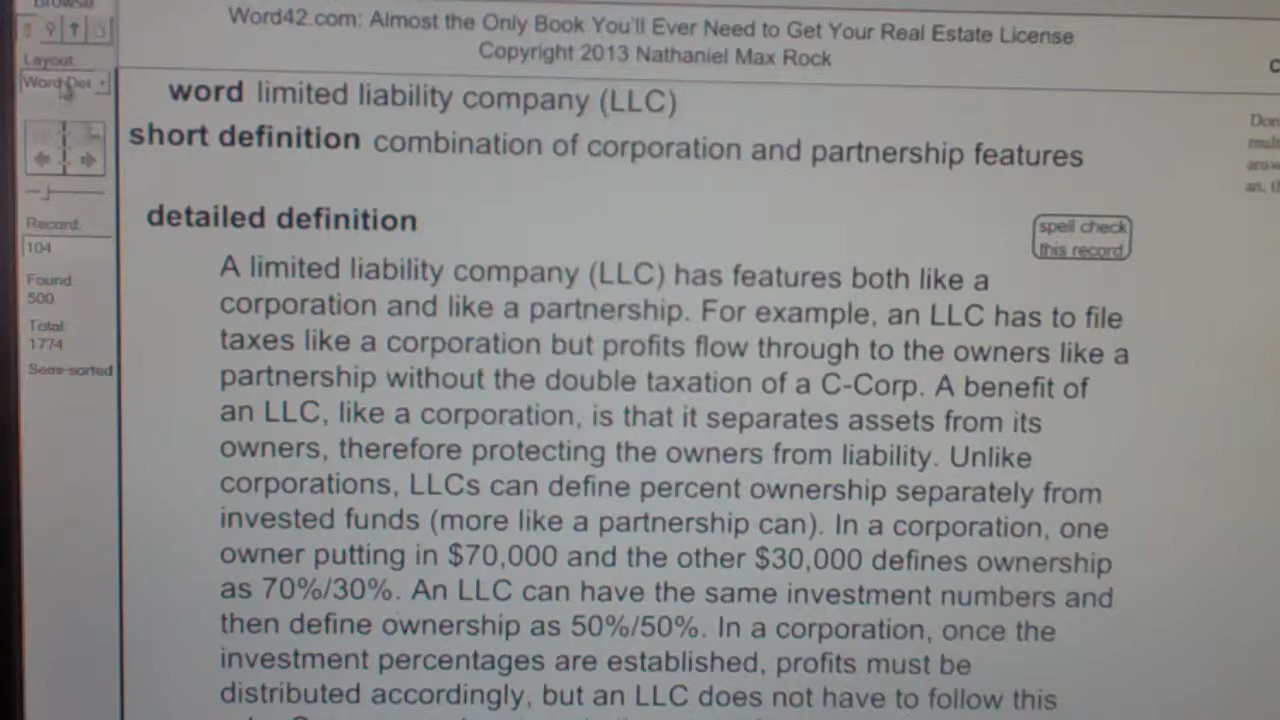 Word42.com: Almost the Only Book You'll Ever Need to Get Your Real Estate License
Copyright 2013 Nathaniel Max Rock
Layout:
word limited liability company (LLC)
short definition combination of corporation and partnership features
detailed definition
spell check
this record
Record:
104
Found:
500
Total:
1774
Semi-sorted
A limited liability company (LLC) has features both like a
corporation and like a partnership. For example, an LLC has to file
taxes like a corporation but profits flow through to the owners like a
partnership without the double taxation of a C-Corp. A benefit of
an LLC, like a corporation, is that it separates assets from its
owners, therefore protecting the owners from liability. Unlike
corporations, LLCs can define percent ownership separately from
invested funds (more like a partnership can). In a corporation, one
owner putting in $70,000 and the other $30,000 defines ownership
as 70%/30%. An LLC can have the same investment numbers and
then define ownership as 50%/50%. In a corporation, once the
investment percentages are established, profits must be
distributed accordingly, but an LLC does not have to follow this